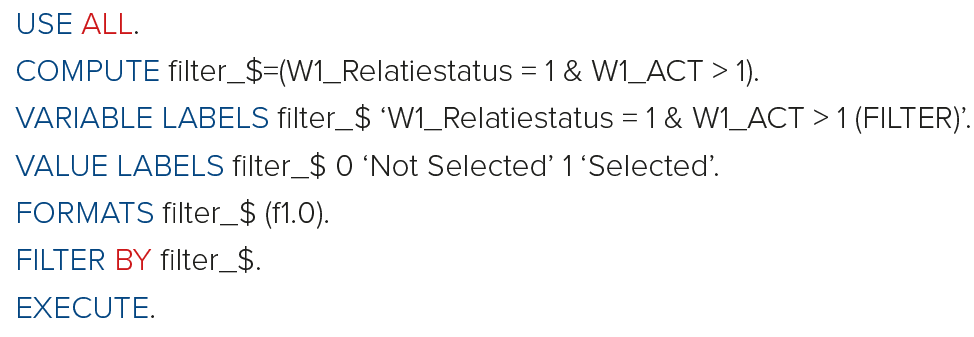 USE ALL.
COMPUTE filter_$=(W1_Relatiestatus = 1 & W1_ACT > 1).
VARIABLE LABELS filter_$ ‘W1_Relatiestatus = 1 & W1_ACT > 1 (FILTER)’.
VALUE LABELS filter_$ 0 ‘Not Selected’ 1 ‘Selected’.
FORMATS filter_$ (f1.0).
FILTER BY filter_$.
EXECUTE.